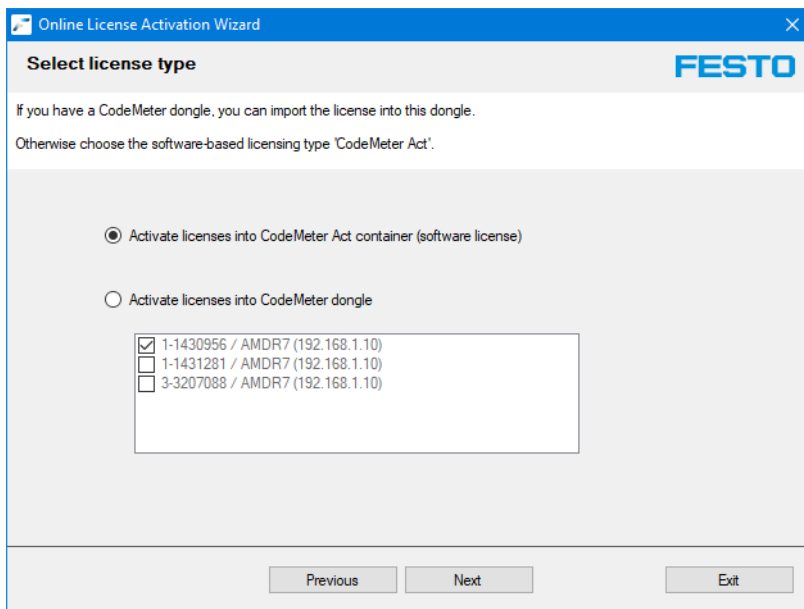 Online License Activation Wizard
Select license type
FESTO
If you have a CodeMeter dongle, you can import the license into this dongle.
Otherwise choose the software-based licensing type 'CodeMeter Act'.
Activate licenses into CodeMeter Act container (software license)
Activate licenses into CodeMeter dongle
1-1430956 / AMDR7 (192.168.1.10)
1-1431281 / AMDR7 (192.168.1.10)
3-3207088 / AMDR7 (192.168.1.10)
Previous Next Exit